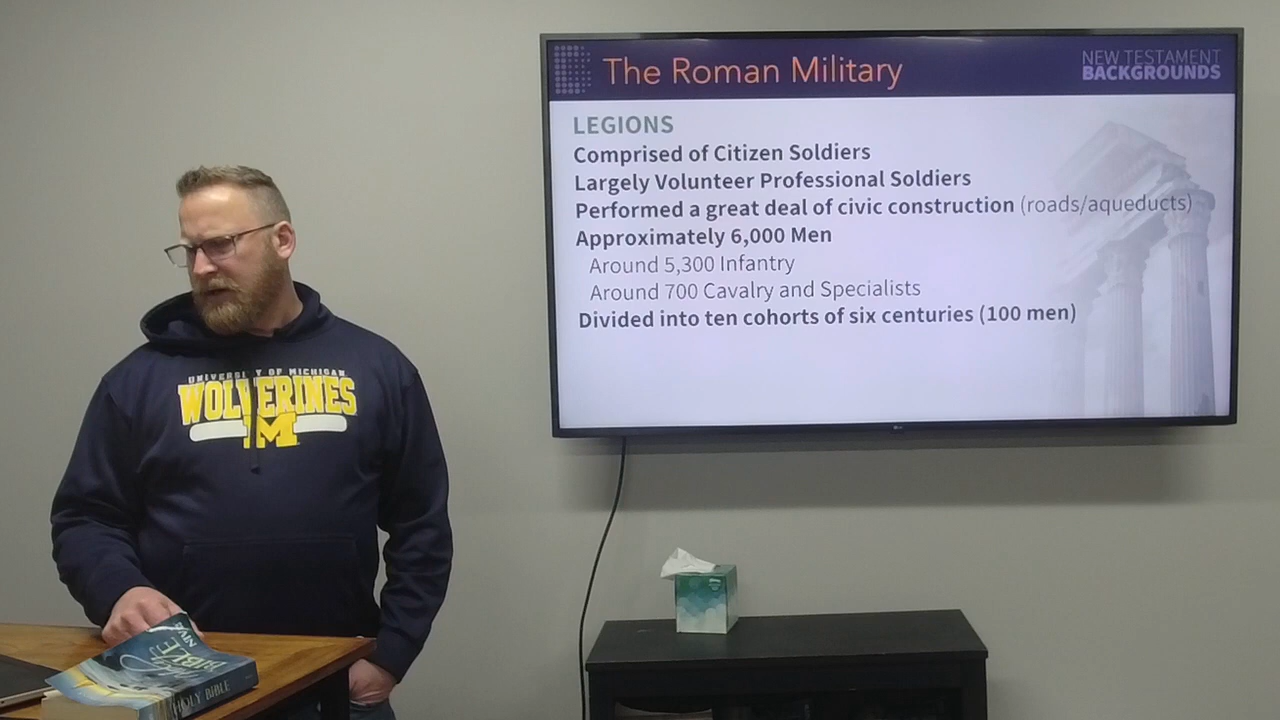 The Roman Military
NEW TESTAMENT
BACKGROUNDS
LEGIONS
Comprised of Citizen Soldiers
Largely Volunteer Professional Soldiers
Performed a great deal of civic construction (roads/aqueducts)
Approximately 6,000 Men
Around 5,300 Infantry
Around 700 Cavalry and Specialists
Divided into ten cohorts of six centuries (100 men)
UNIVERSITY OF MICHIGAN
WOLVERINES
M
BIBLE
HOLY BIBLE
LG